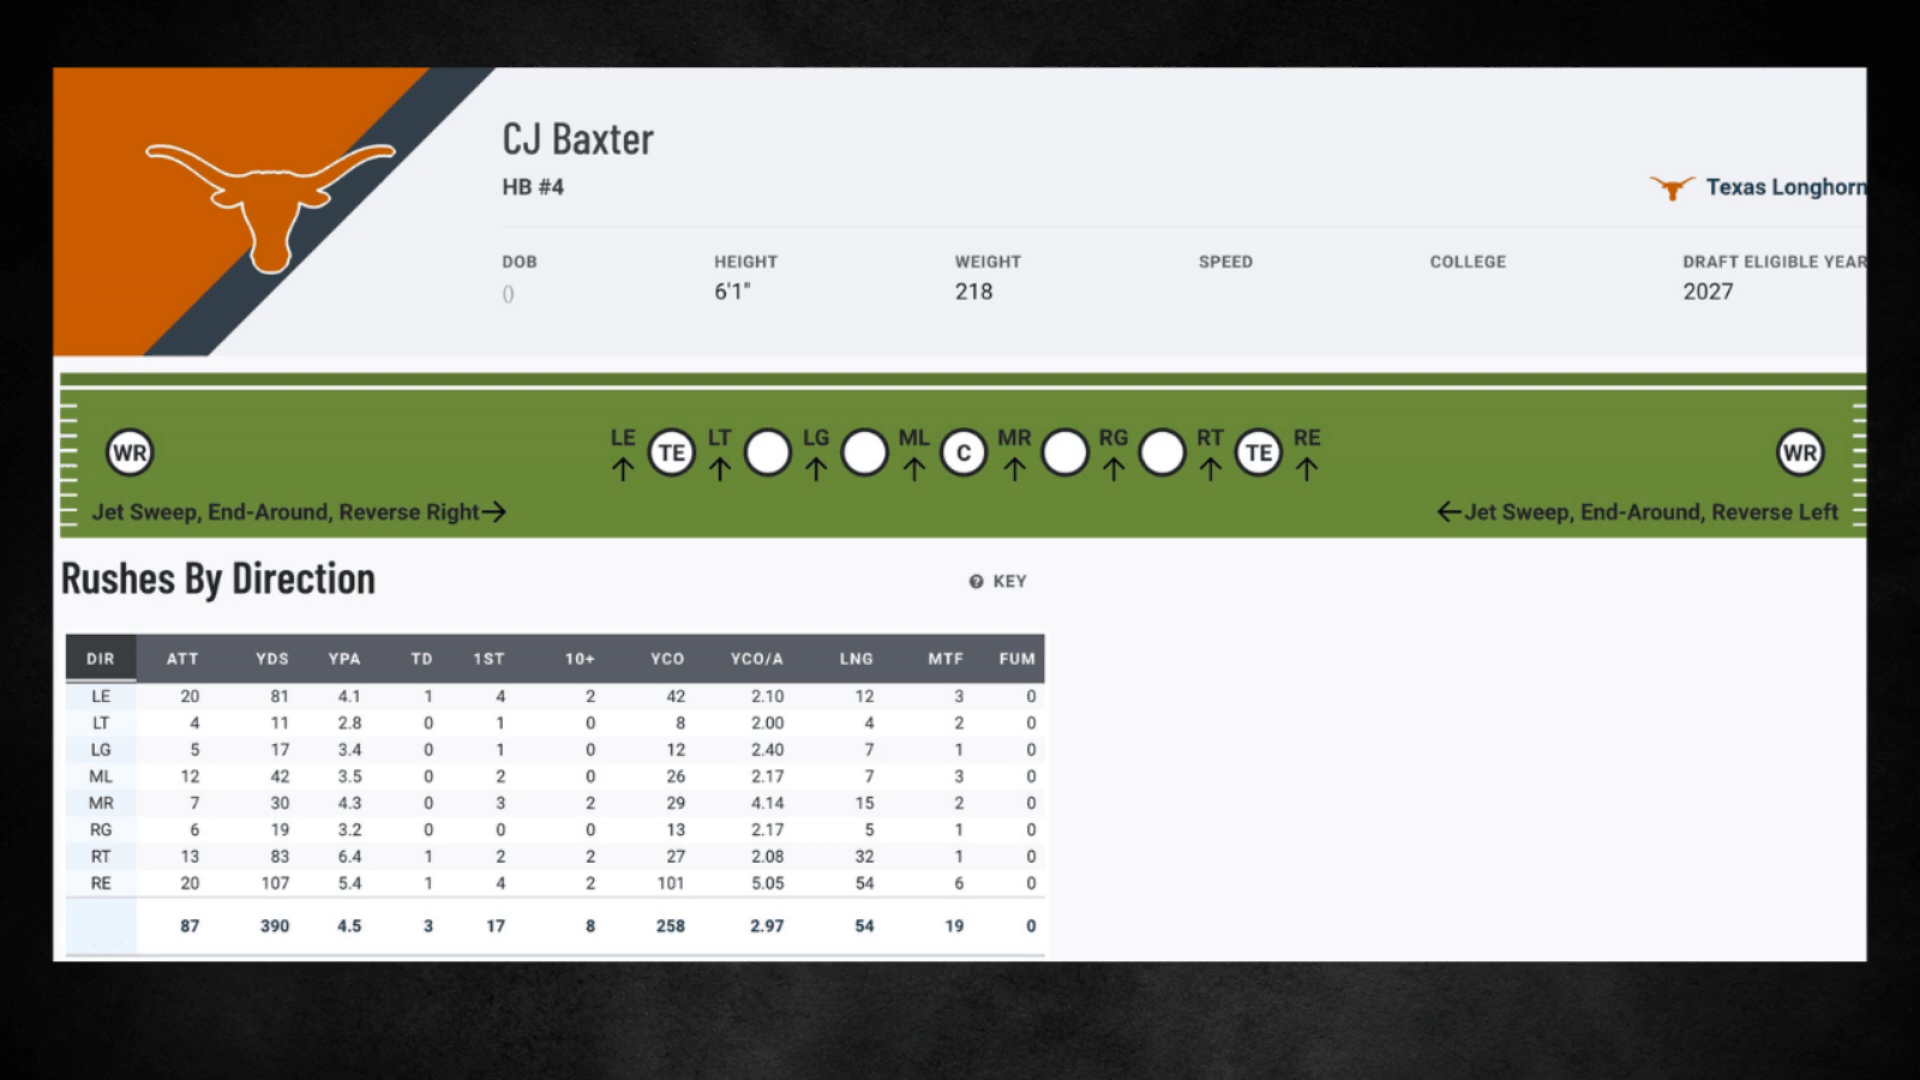 CJ Baxter
HB #4
Texas Longhorn
DOB HEIGHT WEIGHT SPEED COLLEGE DRAFT ELIGIBLE YEAR
() 6'1" 218 2027
LE LT LG ML MR RG RT RE
WR TE C TE WR
Jet Sweep, End-Around, Reverse Right→ ←Jet Sweep, End-Around, Reverse Left
Rushes By Direction
? KEY
DIR ATT YDS YPA TD 1ST 10+ YCO YCO/A LNG MTF FUM
LE 20 81 4.1 1 4 2 42 2.10 12 3 0
LT 4 11 2.8 0 1 0 8 2.00 4 2 0
LG 5 17 3.4 0 1 0 12 2.40 7 1 0
ML 12 42 3.5 0 2 0 26 2.17 7 3 0
MR 7 30 4.3 0 3 2 29 4.14 15 2 0
RG 6 19 3.2 0 0 0 13 2.17 5 1 0
RT 13 83 6.4 1 2 2 27 2.08 32 1 0
RE 20 107 5.4 1 4 2 101 5.05 54 6 0
87 390 4.5 3 17 8 258 2.97 54 19 0